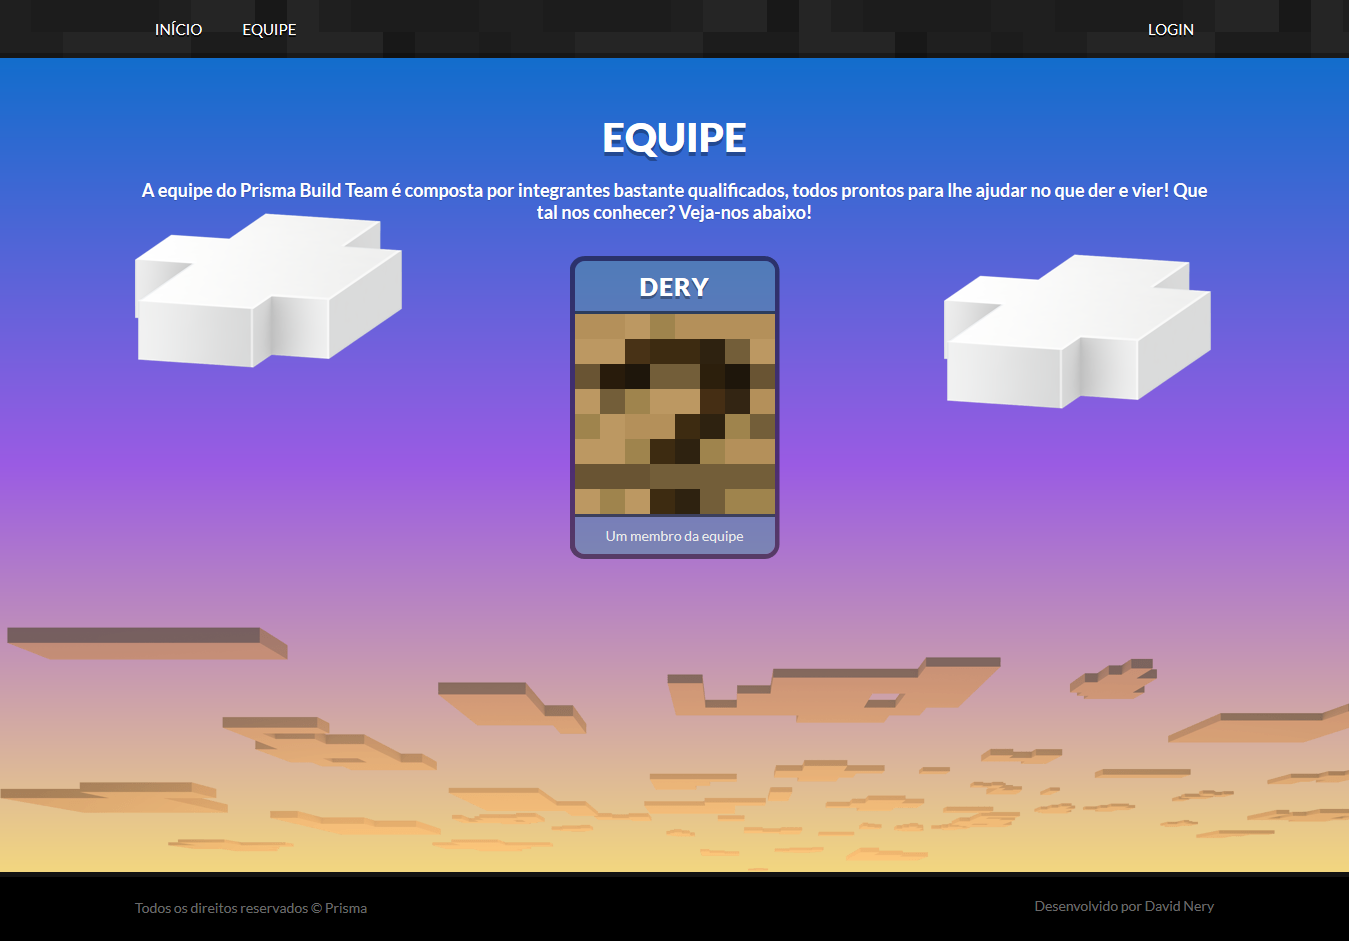 INÍCIO EQUIPE LOGIN
EQUIPE
A equipe do Prisma Build Team é composta por integrantes bastante qualificados, todos prontos para lhe ajudar no que der e vier! Que
tal nos conhecer? Veja-nos abaixo!
DERY
Um membro da equipe
Todos os direitos reservados © Prisma
Desenvolvido por David Nery